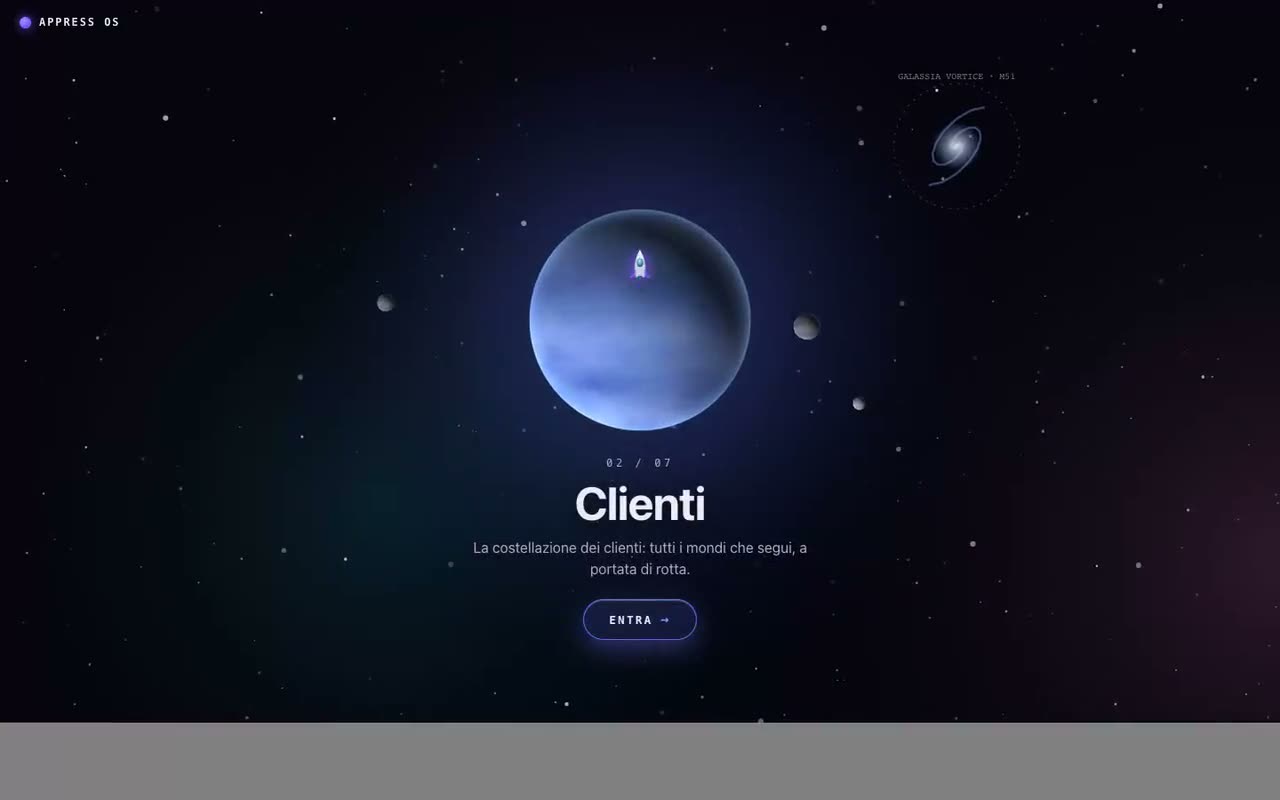 APPRESS OS
GALASSIA VORTICE · M51
02 / 07
Clienti
La costellazione dei clienti: tutti i mondi che segui, a
portata di rotta.
ENTRA →